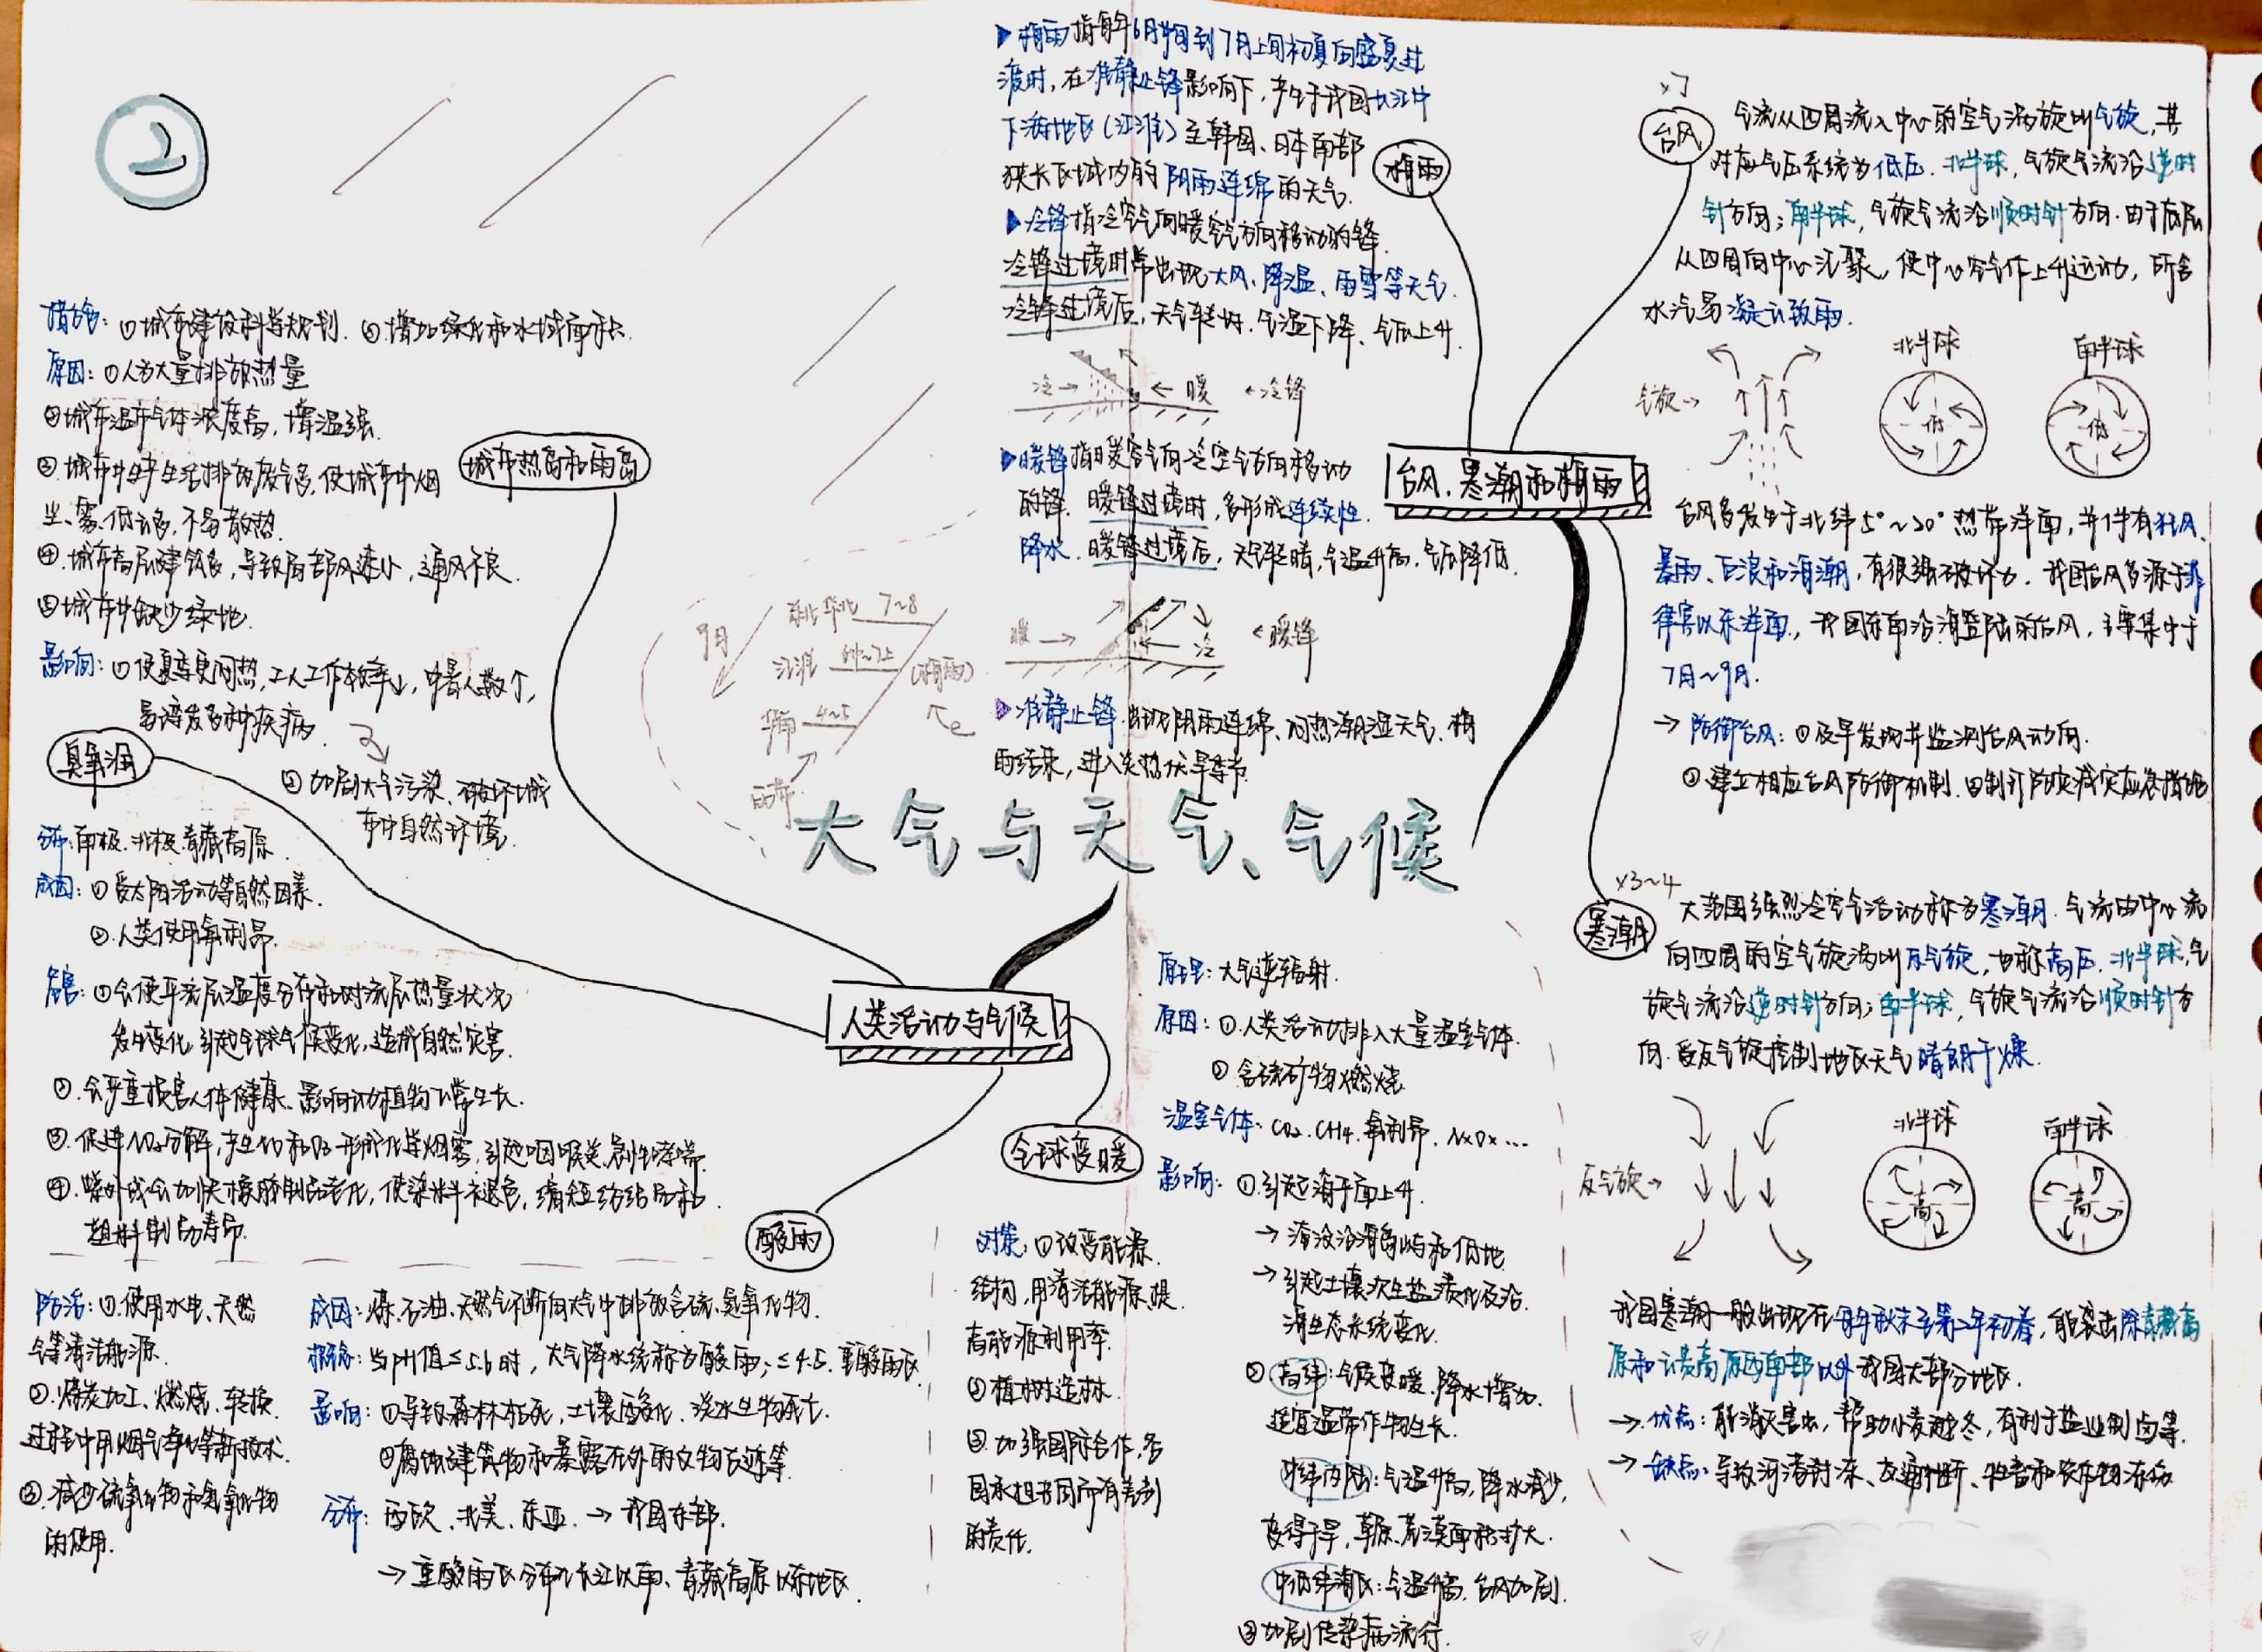 2
▶梅雨指每年6月中旬到7月上旬初夏向盛夏过
渡时,在准静止锋影响下,产生于我国长江中
下游地区(江淮)至韩国、日本南部
狭长区域内的阴雨连绵的天气.
▶冷锋指冷空气向暖空气方向移动的锋.
冷锋过境时常出现大风、降温、雨雪等天气.
冷锋过境后,天气转好,气温下降、气压上升.
冷→ ←暖 ←冷锋
▶暖锋指暖空气向冷空气方向移动
的锋. 暖锋过境时,多形成连续性
降水. 暖锋过境后,天气转晴,气温升高,气压降低.
暖→ ←冷 ←暖锋
▶准静止锋 出现阴雨连绵、闷热潮湿天气. 梅
雨结束,进入炎热伏旱季节.
梅雨
东北华北 7~8
9月
江淮 6中~7上 (梅雨)
华南 4~5
大气与天气、气候
台风、寒潮和梅雨
×7
台风
气流从四周流入中心的空气涡旋叫气旋,其
对应气压系统为低压. 北半球,气旋气流沿逆时
针方向;南半球,气旋气流沿顺时针方向.由于底层
从四周向中心汇聚,使中心空气作上升运动,所含
水汽易凝云致雨.
气旋→
北半球
低
南半球
低
台风多发生于北纬5°~20°热带洋面,并伴有狂风、
暴雨、巨浪和海潮,有很强破坏力. 我国台风多源于菲
律宾以东洋面,我国东南沿海登陆的台风,主要集中于
7月~9月.
→防御台风:①及早发现并监测台风动向.
②建立相应台风防御机制.③制订防灾减灾应急措施
×3~4
寒潮
大范围强烈冷空气活动称为寒潮. 气流由中心流
向四周的空气旋涡叫反气旋,也称高压. 北半球,气
旋气流沿逆时针方向;南半球,气旋气流沿顺时针方
向.受反气旋控制地区天气晴朗干燥.
反气旋→
北半球
高
南半球
高
我国寒潮一般出现在每年秋末至第二年初春,能袭击除青藏高
原和云贵高原西南部以外我国大部分地区.
→优点:能消灭害虫,帮助小麦越冬,有利于盐业制卤等.
→缺点:导致河港封冻、交通中断、牲畜和农作物冻伤
人类活动与气候
城市热岛和雨岛
措施:①城市建设科学规划.②增加绿化和水域面积.
原因:①人为大量排放热量
②城市温室气体浓度高,增温强.
③城市中生产生活排放废气多,使城市中烟
尘、雾、低云多,不易散热.
④.城市高层建筑多,导致局部风速小,通风不良.
⑤城市中缺少绿地.
影响:①使夏季更闷热,工人工作效率↓,中暑人数↑,
易诱发各种疾病.
②加剧大气污染、破坏城
市中自然环境.
臭氧洞
分布:南极.北极.青藏高原.
成因:①受太阳活动等自然因素.
②.人类使用氟利昂.
危害:①会使平流层温度分布和对流层热量状况
发生变化,引起全球气候变化,造成自然灾害.
②.会严重损害人体健康、影响动植物正常生长.
③.促进NO₂分解,产生NO和O₃形成化学烟雾,引起咽喉炎、急性哮喘.
④.紫外线会加快橡胶制品老化,使染料褪色,缩短纺织品和
塑料制品寿命.
酸雨
防治:①.使用水电、天然
气等清洁能源.
②.煤炭加工、燃烧、转换
过程中用烟气净化等新技术.
③.减少硫氧化物和氮氧化物
的使用.
成因:煤.石油.天然气不断向大气中排放含硫、氮氧化物.
概念:当pH值≤5.6时,大气降水统称为酸雨;≤4.5.重酸雨区.
影响:①导致森林枯死,土壤酸化、淡水生物死亡.
②腐蚀建筑物和暴露在外的文物古迹等.
分布:西欧、北美、东亚.→我国东部.
→重酸雨区分布在长江以南、青藏高原以东地区.
全球变暖
原理:大气逆辐射.
原因:①.人类活动排入大量温室气体.
②含硫矿物燃烧
温室气体:CO₂.CH₄.氟利昂.NxOx…
影响:①.引起海平面上升.
→淹没沿海岛屿和低地
→引起土壤次生盐渍化及沿
海生态系统变化.
②高纬:气候变暖.降水增加.
适宜温带作物生长.
中纬内陆:气温升高,降水减少,
变得干旱,草原、荒漠面积扩大.
中低纬海区:气温升高.台风加剧.
③加剧传染病流行.
对策:①改变能源
结构,用清洁能源.提
高能源利用率.
②植树造林.
③.加强国际合作,各
国承担共同而有差别
的责任.